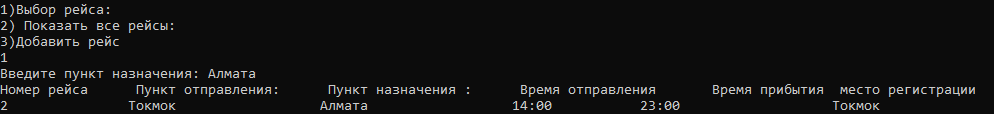 1)Выбор рейса:
2) Показать все рейсы:
3)Добавить рейс
1
Введите пункт назначения: Алмата
Номер рейса Пункт отправления: Пункт назначения : Время отправления Время прибытия место регистрации
2 Токмок Алмата 14:00 23:00 Токмок